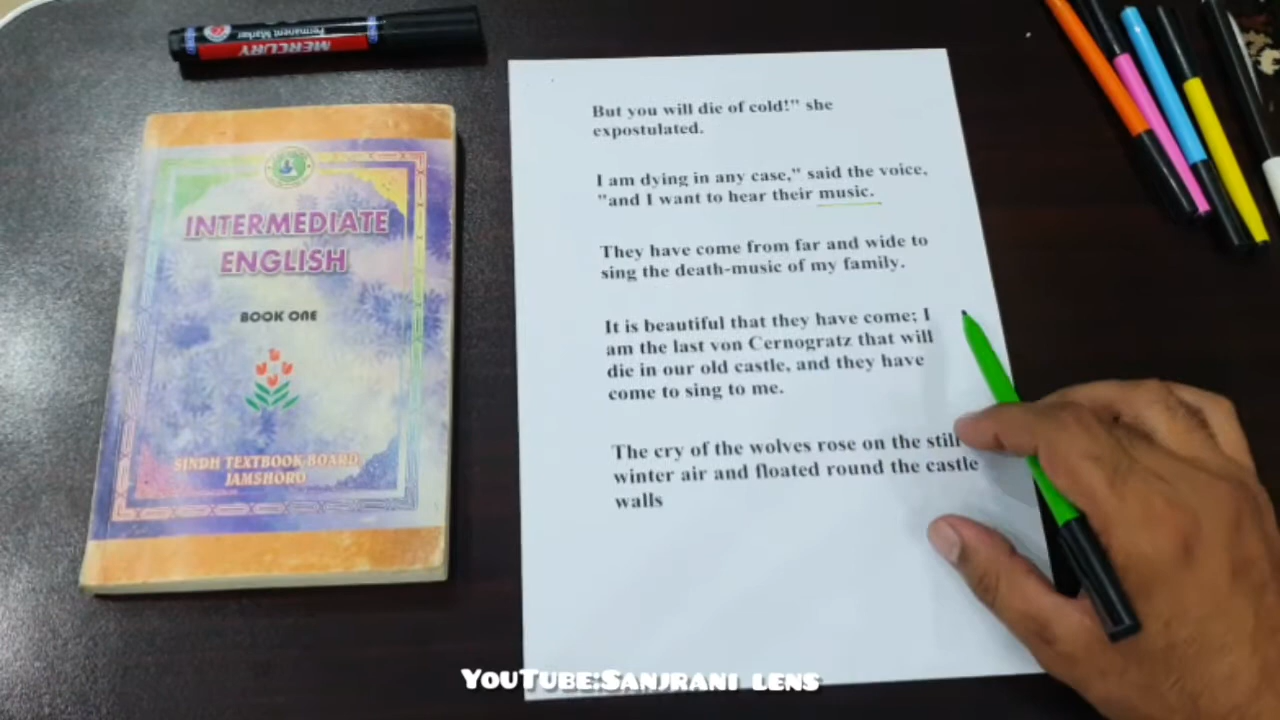 Permanent Marker
MERCURY
INTERMEDIATE
ENGLISH
BOOK ONE
SINDH TEXTBOOK BOARD
JAMSHORO
But you will die of cold!" she
expostulated.
I am dying in any case," said the voice,
"and I want to hear their music.
They have come from far and wide to
sing the death-music of my family.
It is beautiful that they have come; I
am the last von Cernogratz that will
die in our old castle, and they have
come to sing to me.
The cry of the wolves rose on the still
winter air and floated round the castle
walls
YouTube:Sanjrani lens